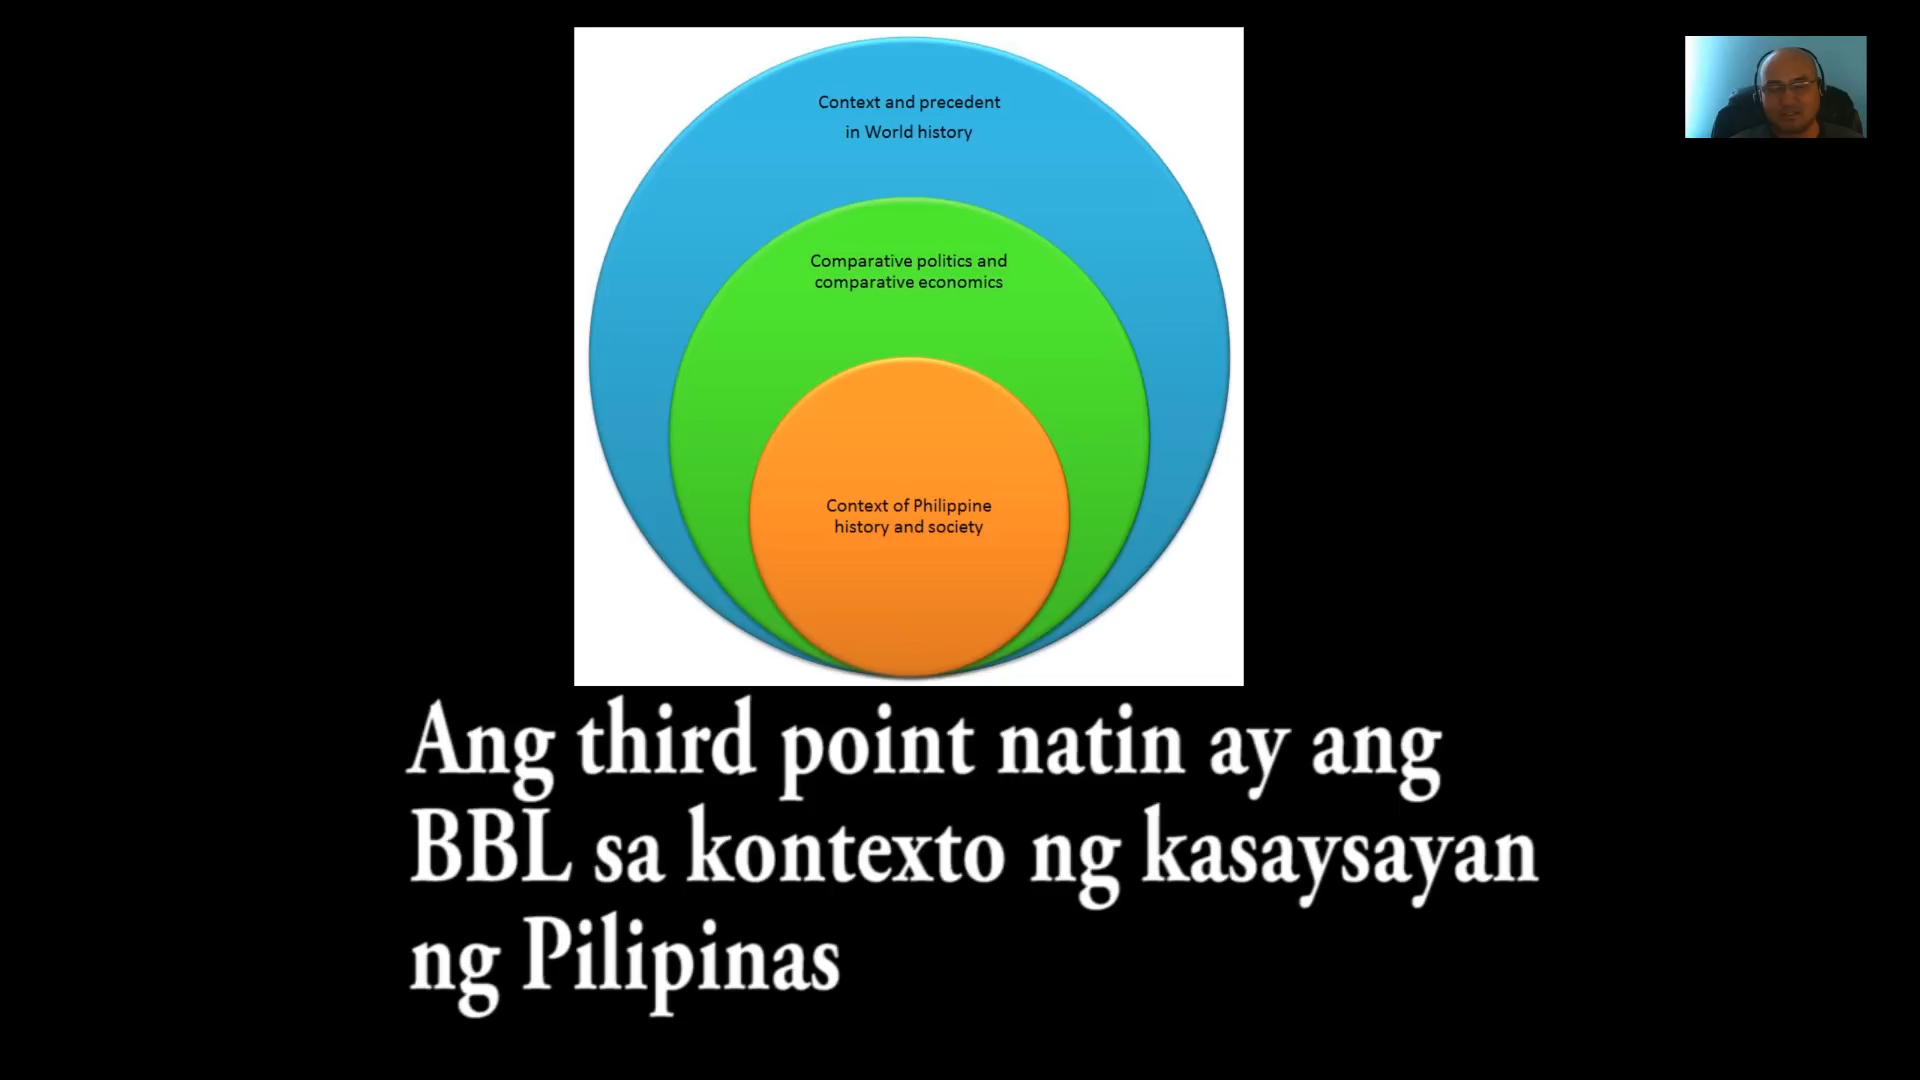 Context and precedent
in World history
Comparative politics and
comparative economics
Context of Philippine
history and society
Ang third point natin ay ang
BBL sa kontexto ng kasaysayan
ng Pilipinas